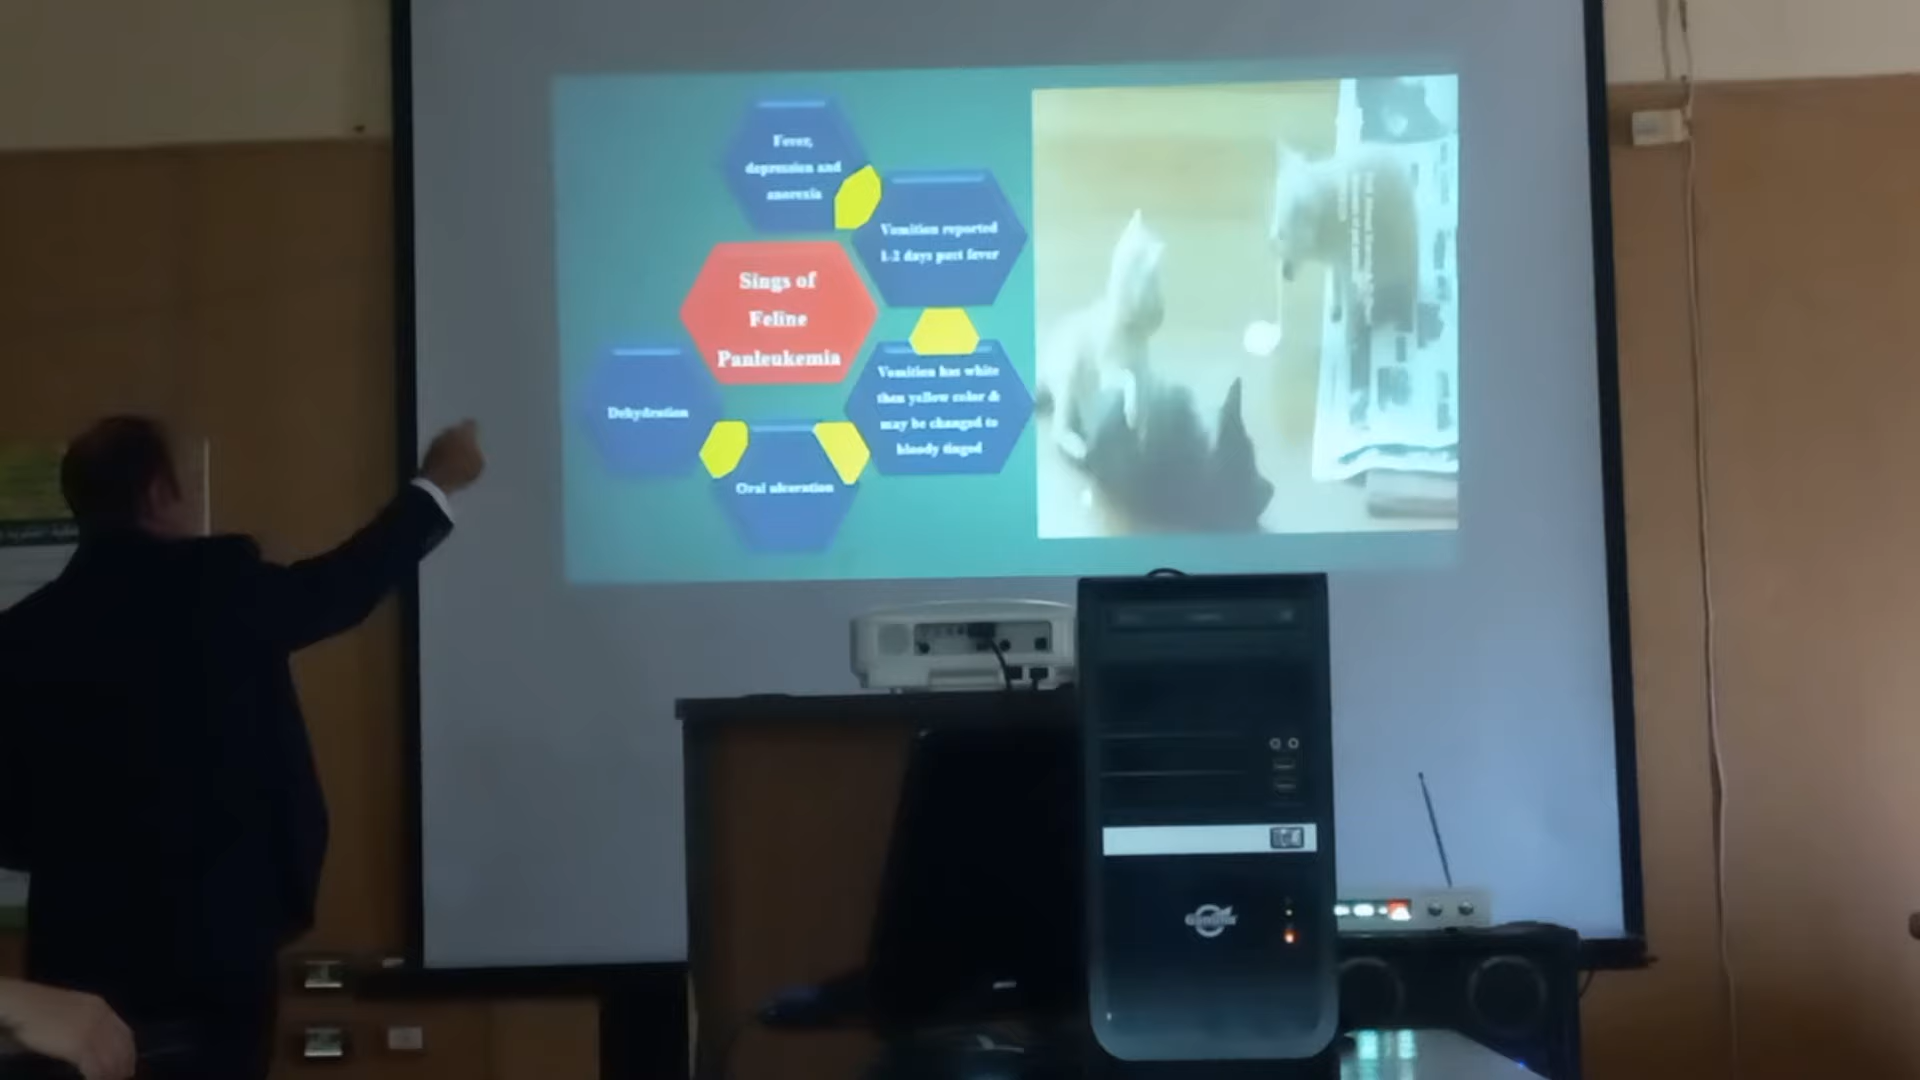 Fever,
depression and
anorexia
Vomition reported
1-2 days post fever
Sings of
Feline
Panleukemia
Vomition has white
then yellow color &
may be changed to
bloody tinged
Dehydration
Oral ulceration